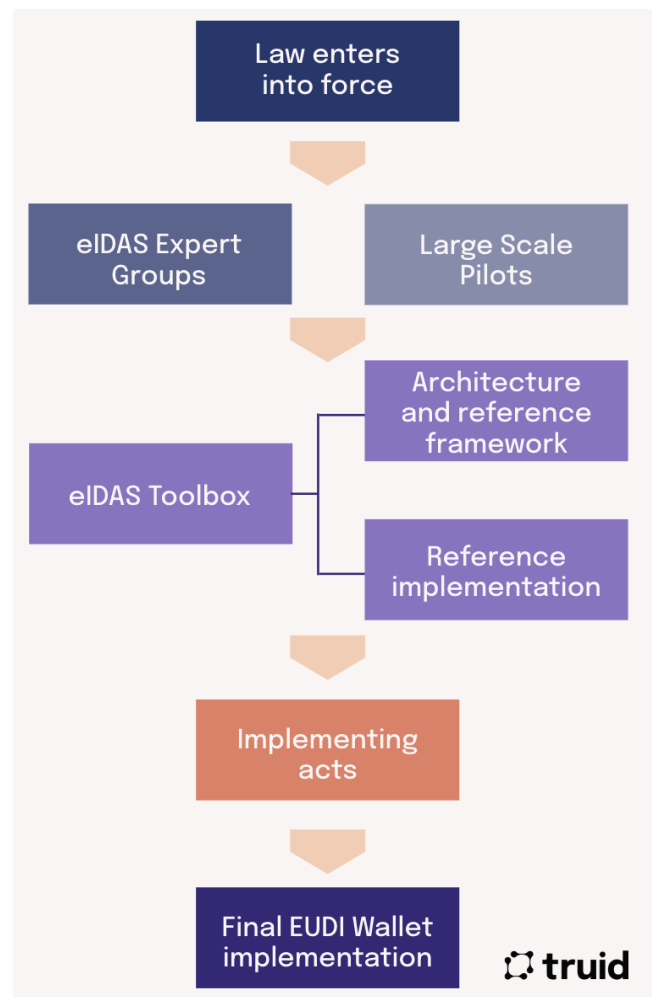 Law enters
into force
eIDAS Expert
Groups
Large Scale
Pilots
Architecture
and reference
framework
eIDAS Toolbox
Reference
implementation
Implementing
acts
Final EUDI Wallet
implementation
truid